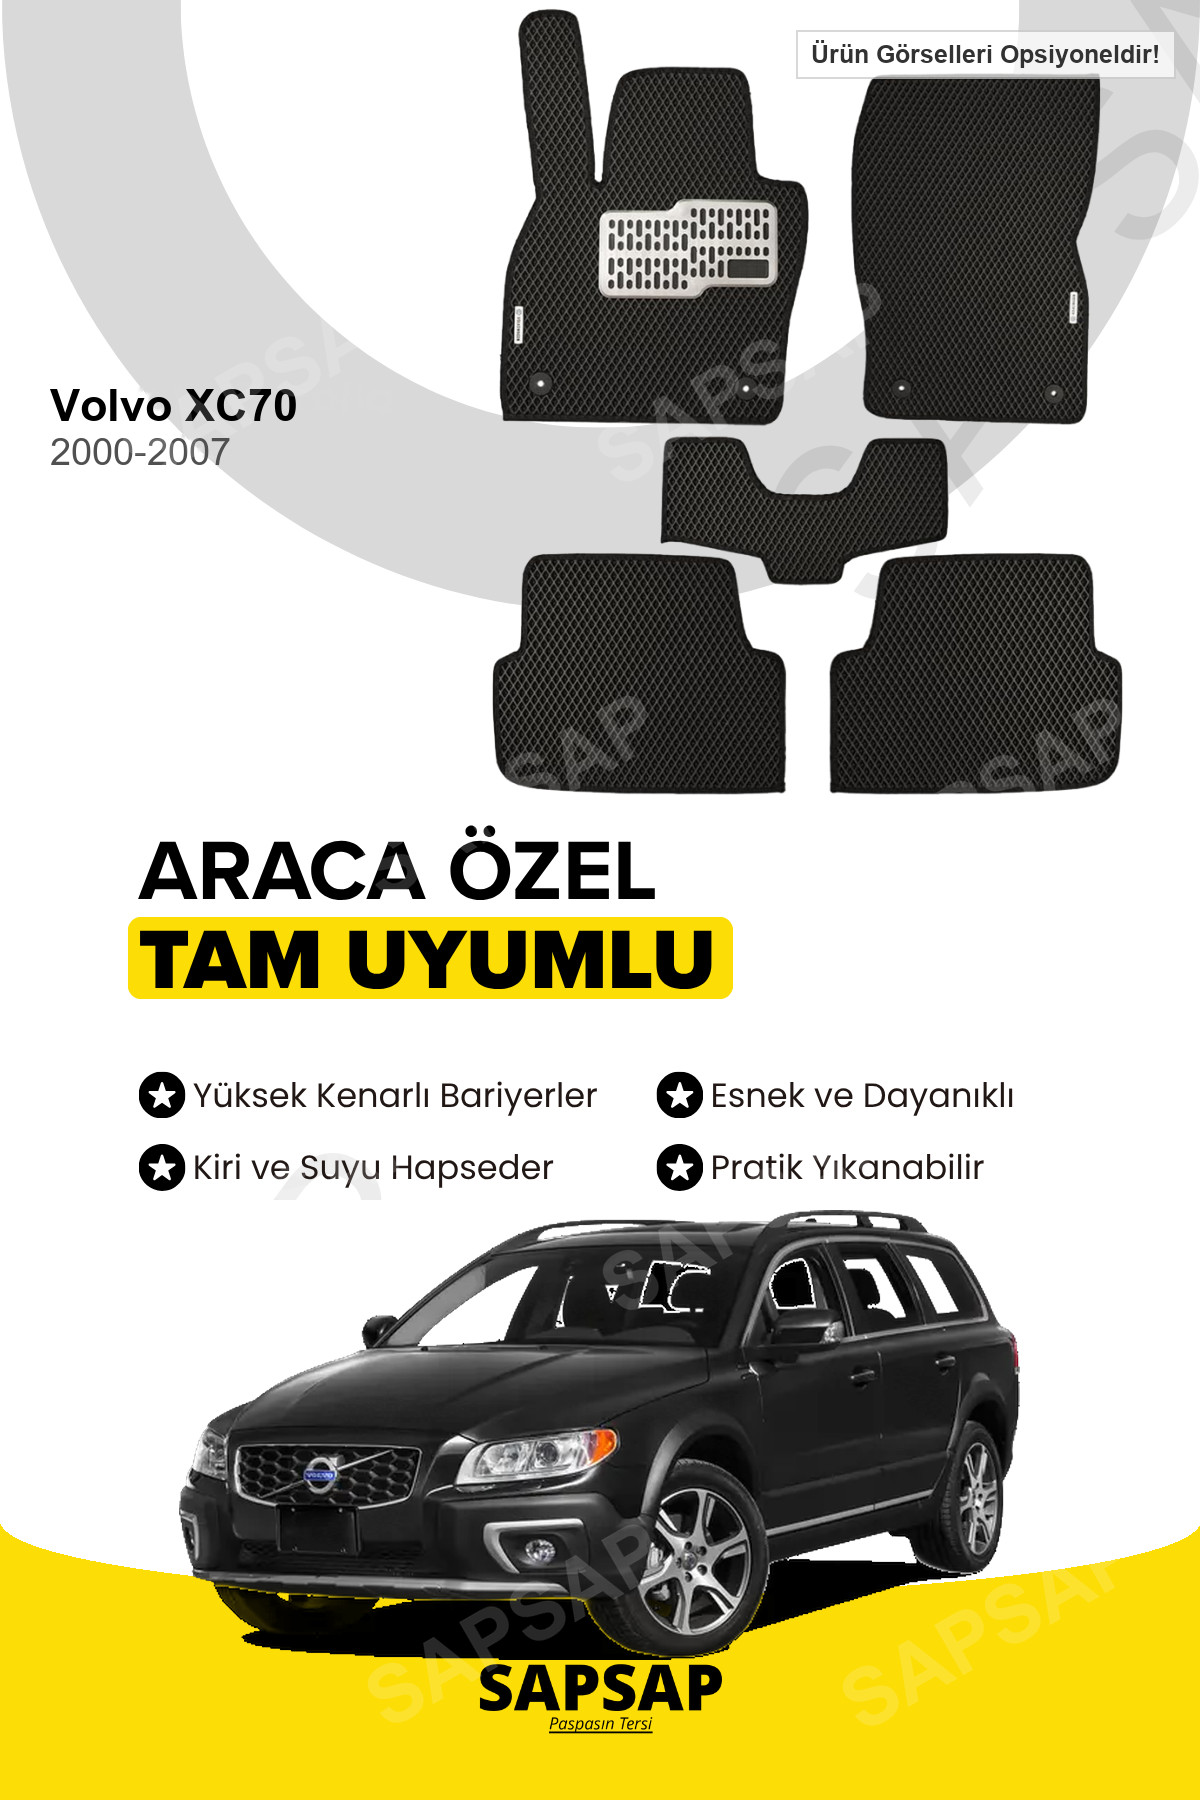 Ürün Görselleri Opsiyoneldir!
Volvo XC70
2000-2007
ARACA ÖZEL
TAM UYUMLU
Yüksek Kenarlı Bariyerler
Esnek ve Dayanıklı
Kiri ve Suyu Hapseder
Pratik Yıkanabilir
VOLVO
SAPSAP
Paspasın Tersi